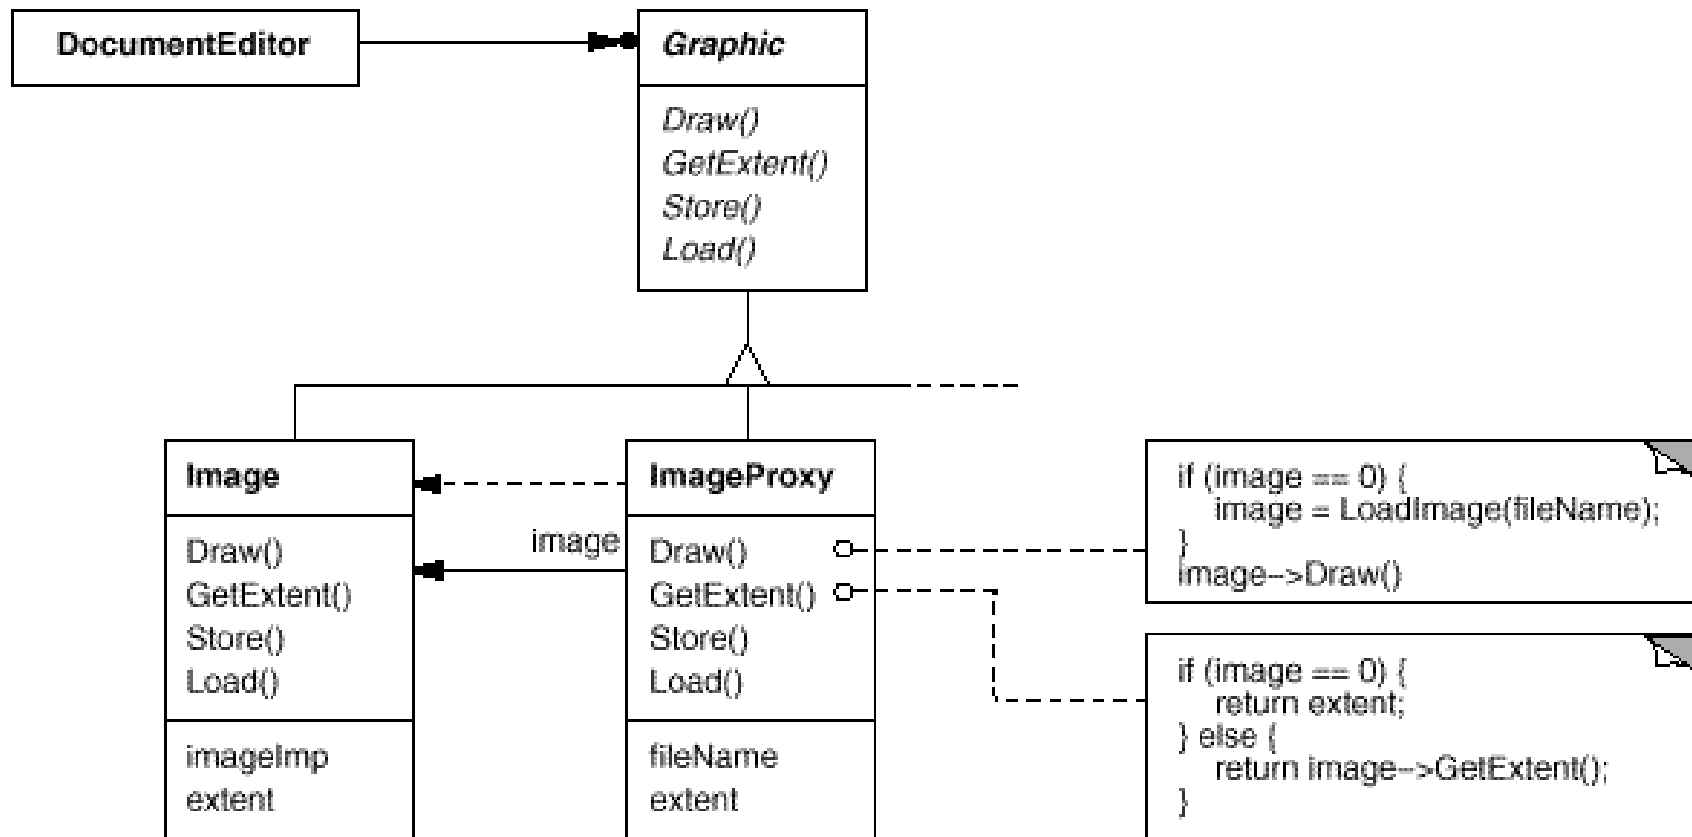 DocumentEditor
Graphic
Draw()
GetExtent()
Store()
Load()
Image
Draw()
GetExtent()
Store()
Load()
imageImp
extent
image
ImageProxy
Draw()
GetExtent()
Store()
Load()
fileName
extent
if (image == 0) {
image = LoadImage(fileName);
}
image->Draw()
if (image == 0) {
return extent;
} else {
return image->GetExtent();
}